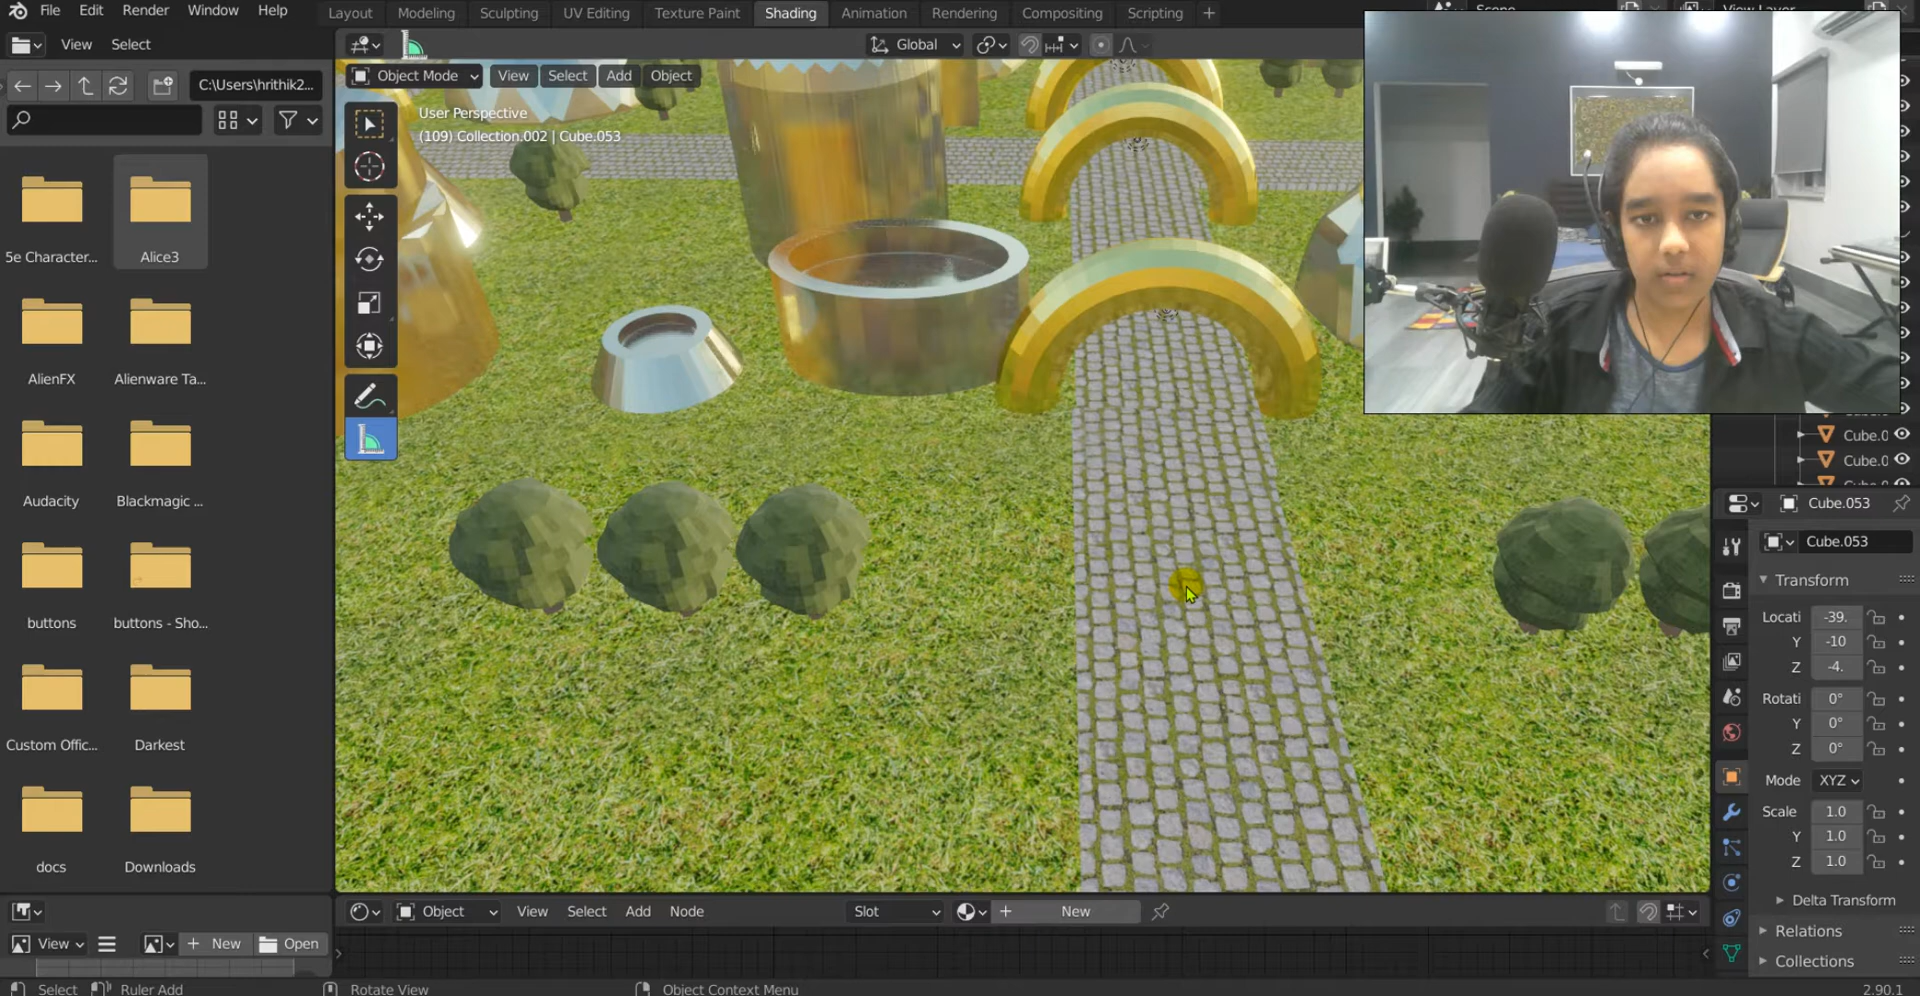 File Edit Render Window Help Layout Modeling Sculpting UV Editing Texture Paint Shading Animation Rendering Compositing Scripting +
View Select
Global
C:\Users\hrithik2...
Object Mode View Select Add Object
User Perspective
(109) Collection.002 | Cube.053
5e Character... Alice3
AlienFX Alienware Ta...
Audacity Blackmagic ...
buttons buttons - Sho...
Custom Offic... Darkest
docs Downloads
Cube.0
Cube.0
Cube.053
Cube.053
Transform
Locati -39.
Y -10
Z -4.
Rotati 0°
Y 0°
Z 0°
Mode XYZ
Scale 1.0
Y 1.0
Z 1.0
Delta Transform
Relations
Collections
Object View Select Add Node Slot + New
View + New Open
Select Ruler Add Rotate View Object Context Menu 2.90.1